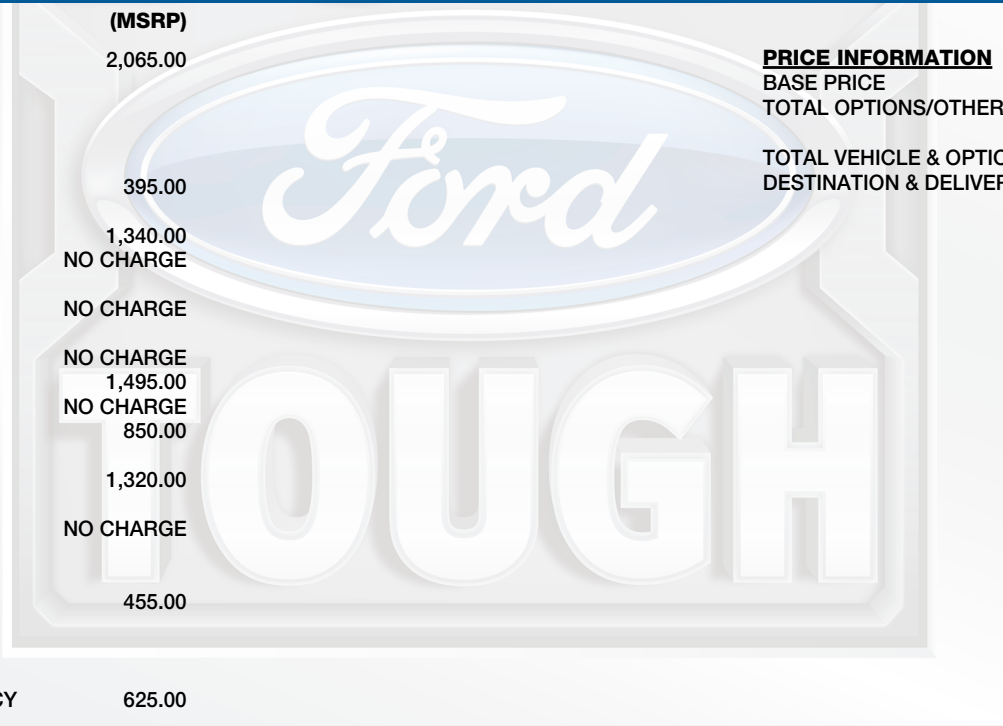 (MSRP)
2,065.00
395.00
1,340.00
NO CHARGE
NO CHARGE
NO CHARGE
1,495.00
NO CHARGE
850.00
1,320.00
NO CHARGE
455.00
CY 625.00
PRICE INFORMATION
BASE PRICE
TOTAL OPTIONS/OTHER
TOTAL VEHICLE & OPTIO
DESTINATION & DELIVER
Ford
TOUGH